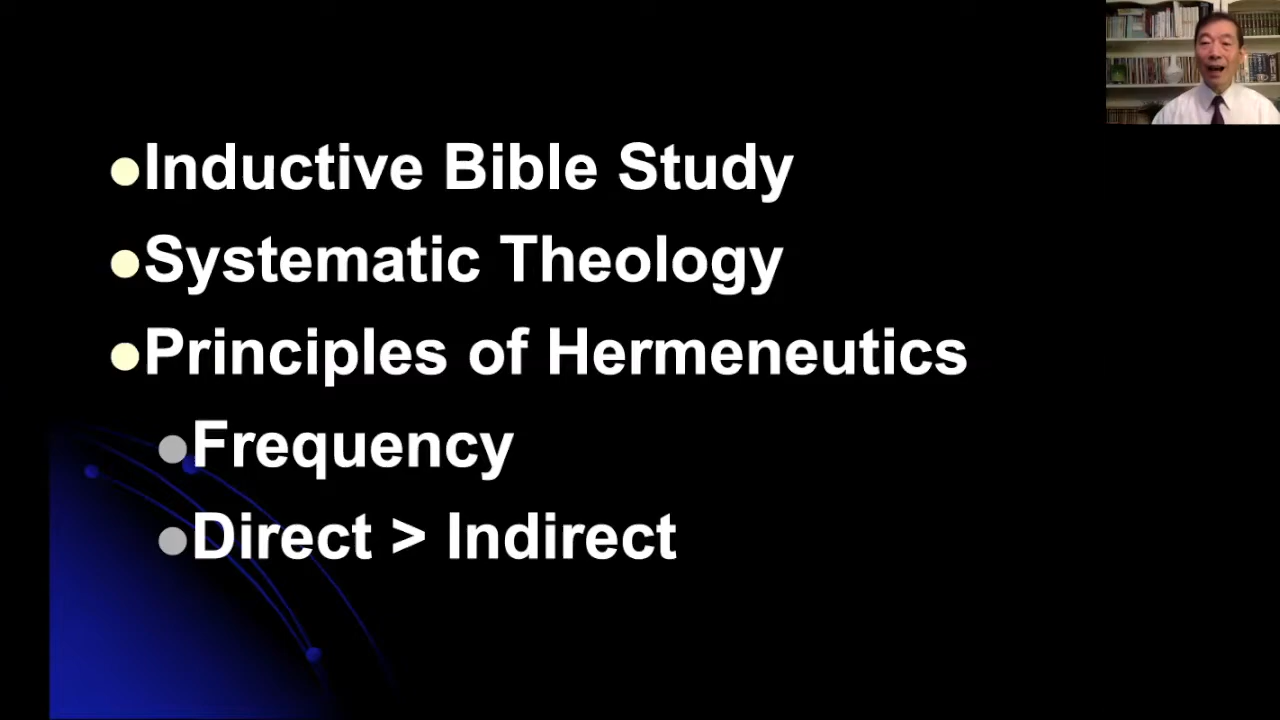 Inductive Bible Study
Systematic Theology
Principles of Hermeneutics
Frequency
Direct > Indirect